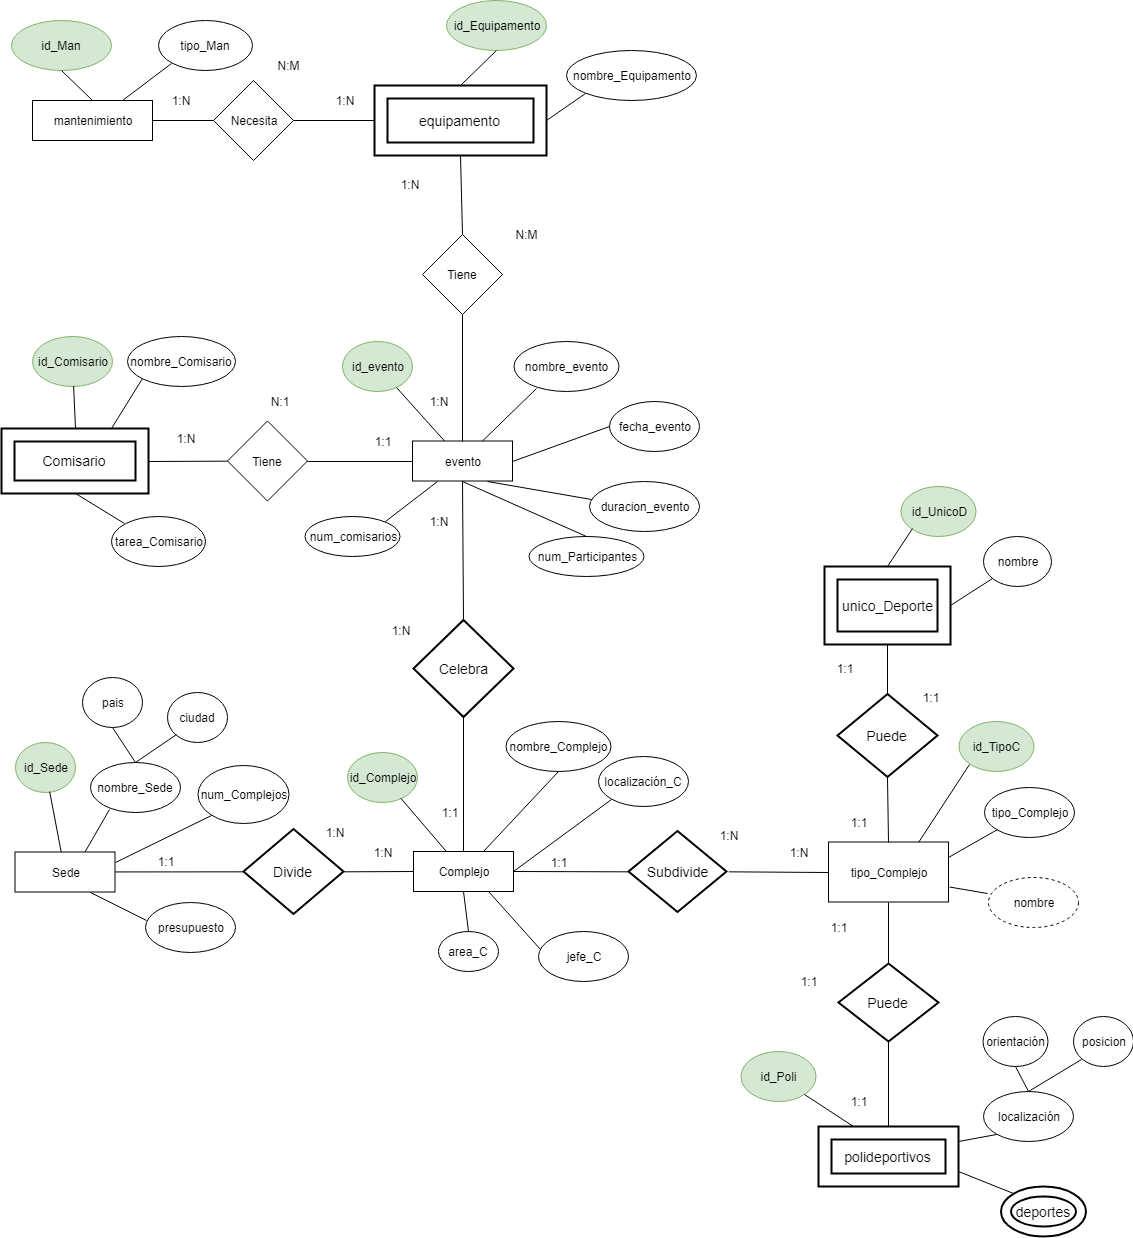 id_Equipamento
id_Man
tipo_Man
N:M
nombre_Equipamento
1:N
1:N
mantenimiento
Necesita
equipamento
1:N
N:M
Tiene
id_Comisario
nombre_Comisario
id_evento
nombre_evento
N:1
1:N
fecha_evento
1:N
1:1
Comisario
Tiene
evento
duracion_evento
1:N
num_comisarios
tarea_Comisario
num_Participantes
id_UnicoD
nombre
unico_Deporte
1:N
Celebra
1:1
1:1
pais
ciudad
Puede
nombre_Complejo
id_TipoC
id_Sede
nombre_Sede
id_Complejo
localización_C
num_Complejos
1:1
tipo_Complejo
1:1
1:N
1:N
1:N
1:N
1:1
1:1
Sede
Divide
Complejo
Subdivide
tipo_Complejo
nombre
presupuesto
1:1
area_C
jefe_C
1:1
Puede
orientación
posicion
id_Poli
1:1
localización
polideportivos
deportes